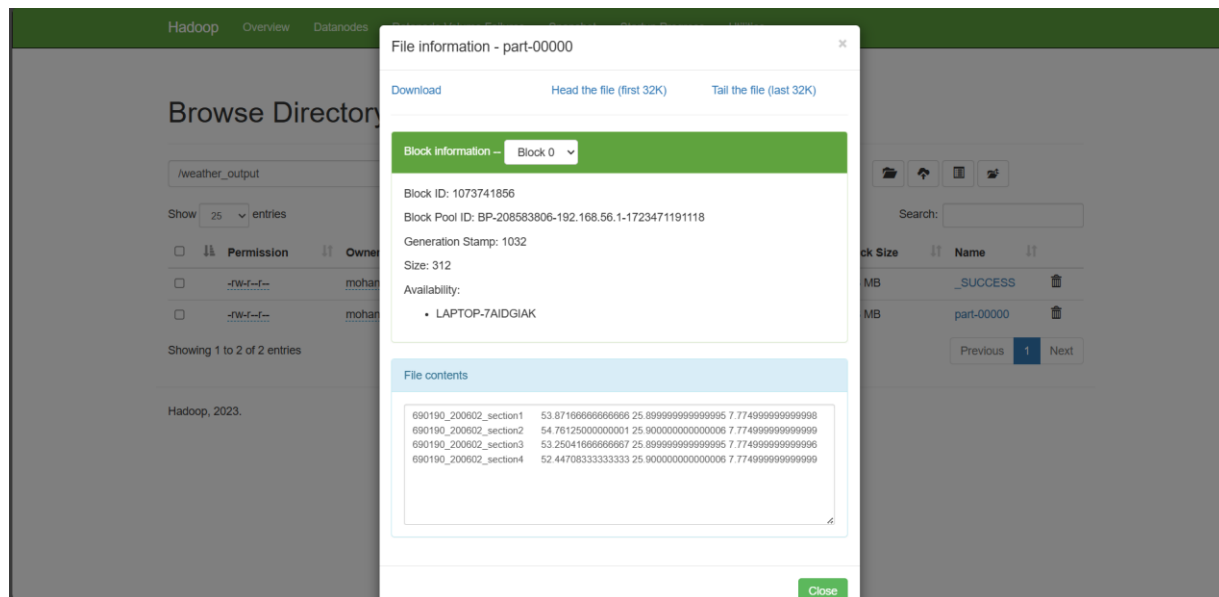 Hadoop Overview Datanodes
File information - part-00000 ×
Download Head the file (first 32K) Tail the file (last 32K)
Browse Directory
Block information -- Block 0
/weather_output
Block ID: 1073741856
Block Pool ID: BP-208583806-192.168.56.1-1723471191118
Show 25 entries Search:
Generation Stamp: 1032
Permission Owner ck Size Name
Size: 312
-rw-r--r-- mohan MB _SUCCESS
Availability:
• LAPTOP-7AIDGIAK
-rw-r--r-- mohan MB part-00000
Showing 1 to 2 of 2 entries Previous 1 Next
File contents
Hadoop, 2023.
690190_200602_section1 53.87166666666666 25.899999999999995 7.774999999999998
690190_200602_section2 54.76125000000001 25.900000000000006 7.774999999999999
690190_200602_section3 53.25041666666667 25.899999999999995 7.774999999999996
690190_200602_section4 52.44708333333333 25.900000000000006 7.774999999999999
Close